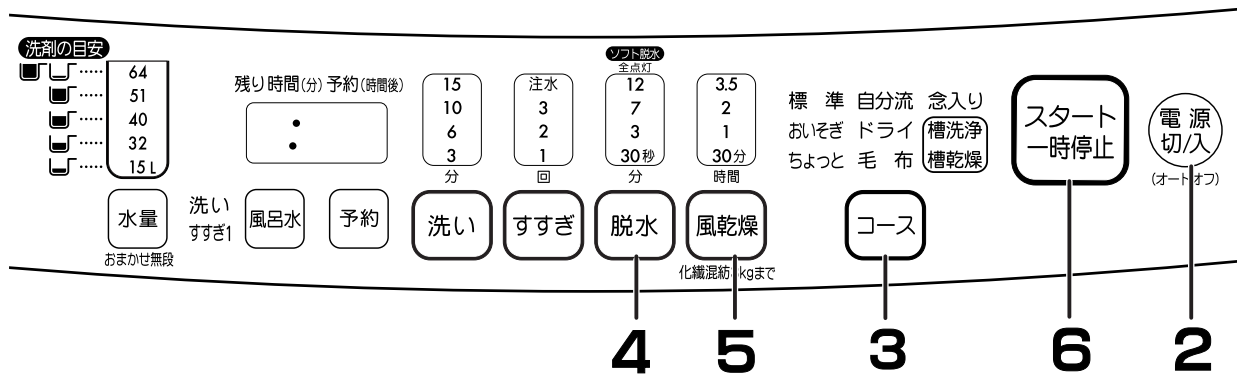 洗剤の目安
64
51
40
32
15L
水量
おまかせ無段
残り時間(分) 予約(時間後)
:
洗い
すすぎ1
風呂水
予約
15
10
6
3
分
洗い
注水
3
2
1
回
すすぎ
ソフト脱水
全点灯
12
7
3
30秒
分
脱水
3.5
2
1
30分
時間
風乾燥
化繊混紡 kgまで
標準 自分流 念入り
おいそぎ ドライ 槽洗浄
ちょっと 毛布 槽乾燥
コース
スタート
一時停止
電源
切/入
(オートオフ)
4
5
3
6
2